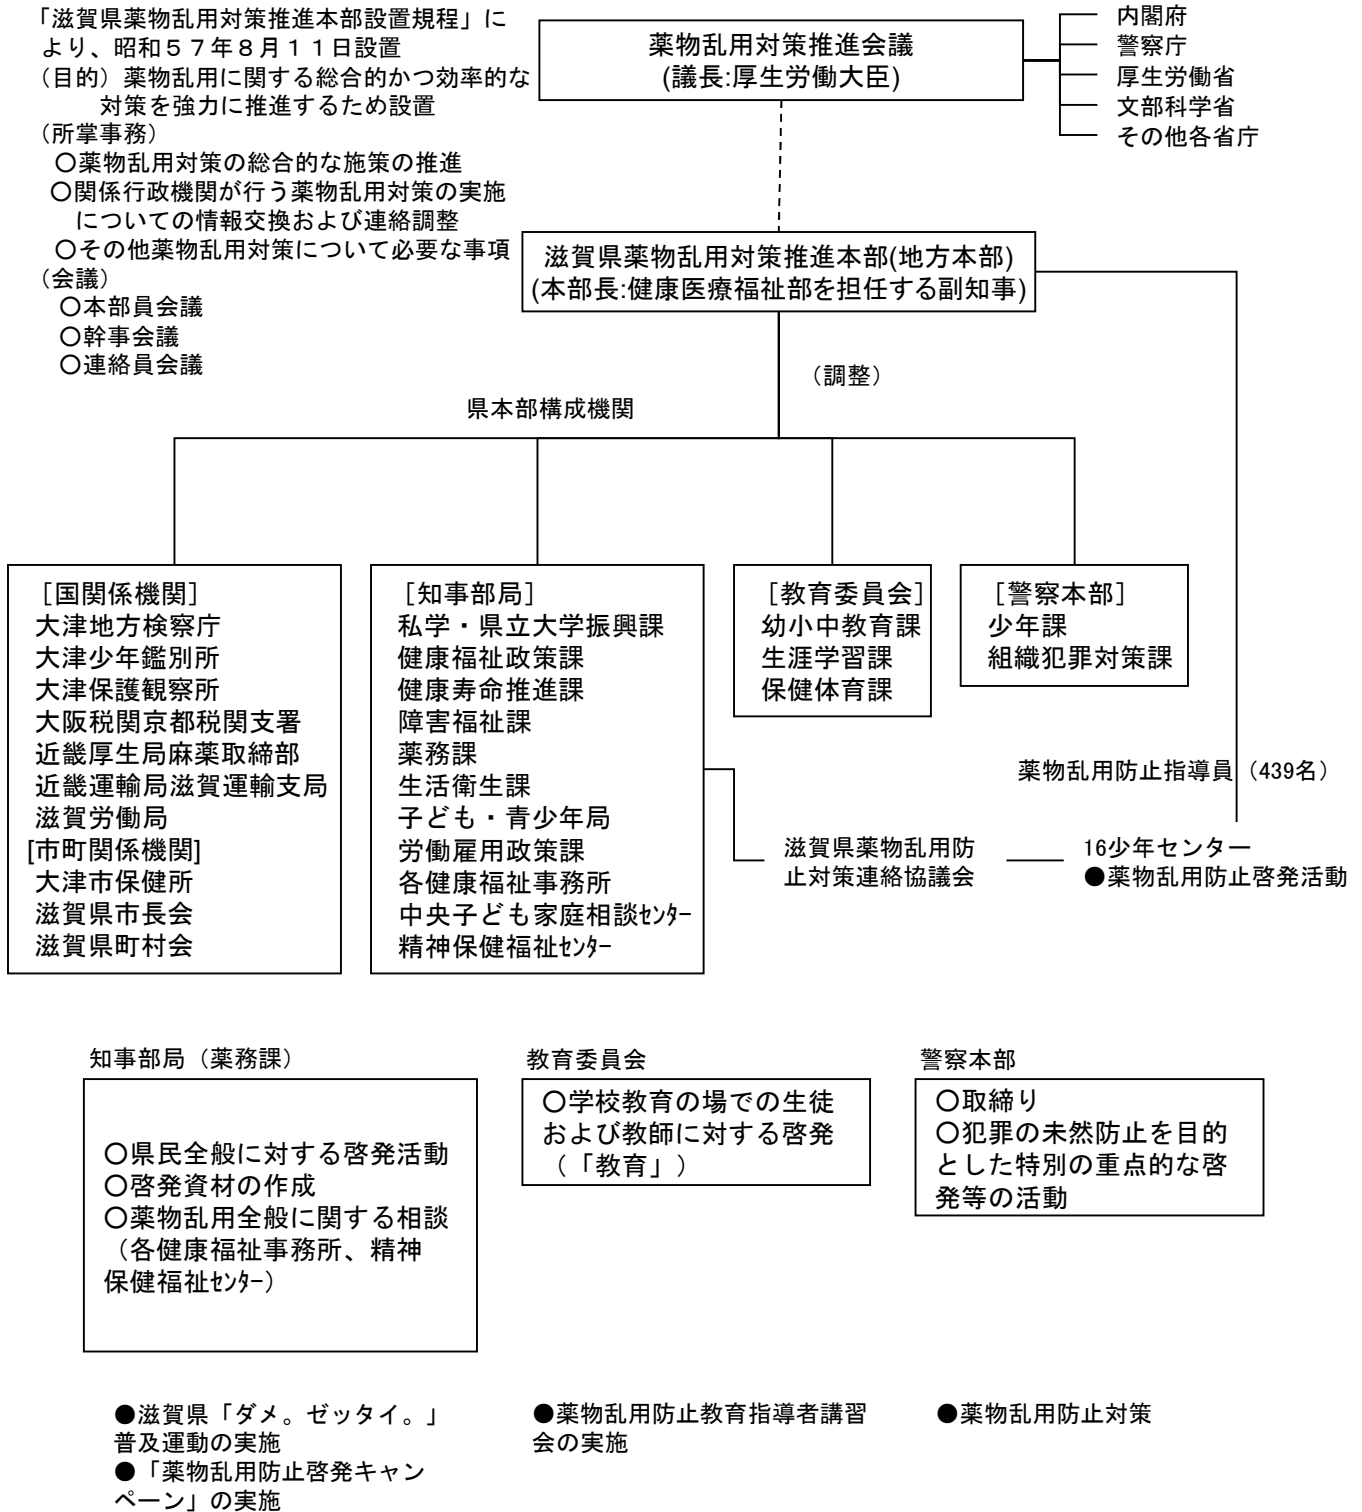 「滋賀県薬物乱用対策推進本部設置規程」に
より、昭和５７年８月１１日設置
（目的）薬物乱用に関する総合的かつ効率的な
対策を強力に推進するため設置
（所掌事務）
○薬物乱用対策の総合的な施策の推進
○関係行政機関が行う薬物乱用対策の実施
についての情報交換および連絡調整
○その他薬物乱用対策について必要な事項
（会議）
○本部員会議
○幹事会議
○連絡員会議
薬物乱用対策推進会議
(議長:厚生労働大臣)
内閣府
警察庁
厚生労働省
文部科学省
その他各省庁
滋賀県薬物乱用対策推進本部(地方本部)
(本部長:健康医療福祉部を担任する副知事)
（調整）
県本部構成機関
［国関係機関］
大津地方検察庁
大津少年鑑別所
大津保護観察所
大阪税関京都税関支署
近畿厚生局麻薬取締部
近畿運輸局滋賀運輸支局
滋賀労働局
[市町関係機関]
大津市保健所
滋賀県市長会
滋賀県町村会
［知事部局］
私学・県立大学振興課
健康福祉政策課
健康寿命推進課
障害福祉課
薬務課
生活衛生課
子ども・青少年局
労働雇用政策課
各健康福祉事務所
中央子ども家庭相談ｾﾝﾀｰ
精神保健福祉ｾﾝﾀｰ
［教育委員会］
幼小中教育課
生涯学習課
保健体育課
［警察本部］
少年課
組織犯罪対策課
薬物乱用防止指導員（439名）
滋賀県薬物乱用防
止対策連絡協議会
16少年センター
●薬物乱用防止啓発活動
知事部局（薬務課）
○県民全般に対する啓発活動
○啓発資材の作成
○薬物乱用全般に関する相談
（各健康福祉事務所、精神
保健福祉ｾﾝﾀｰ）
教育委員会
○学校教育の場での生徒
および教師に対する啓発
（「教育」）
警察本部
○取締り
○犯罪の未然防止を目的
とした特別の重点的な啓
発等の活動
●滋賀県「ダメ。ゼッタイ。」
普及運動の実施
●「薬物乱用防止啓発キャン
ペーン」の実施
●薬物乱用防止教育指導者講習
会の実施
●薬物乱用防止対策